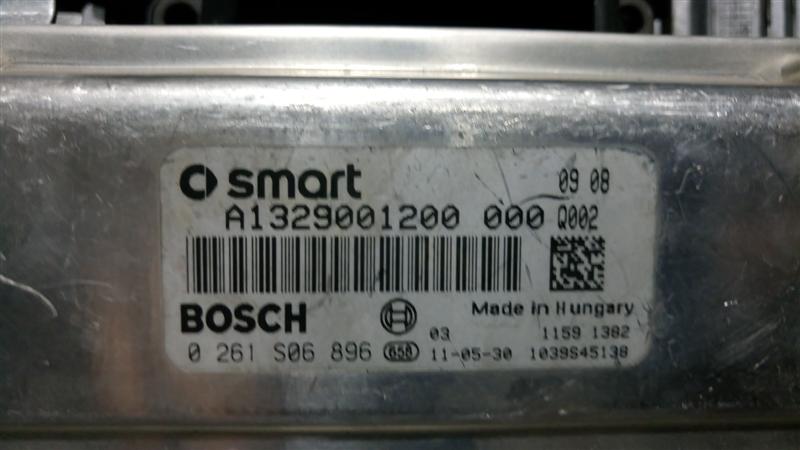 smart 09 08
A1329001200 000 Q002
BOSCH Made in Hungary
03 1159 1382
0 261 S06 896 658 11-05-30 1039S45138